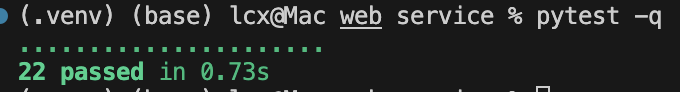 (.venv) (base) lcx@Mac web service % pytest -q
......................
22 passed in 0.73s